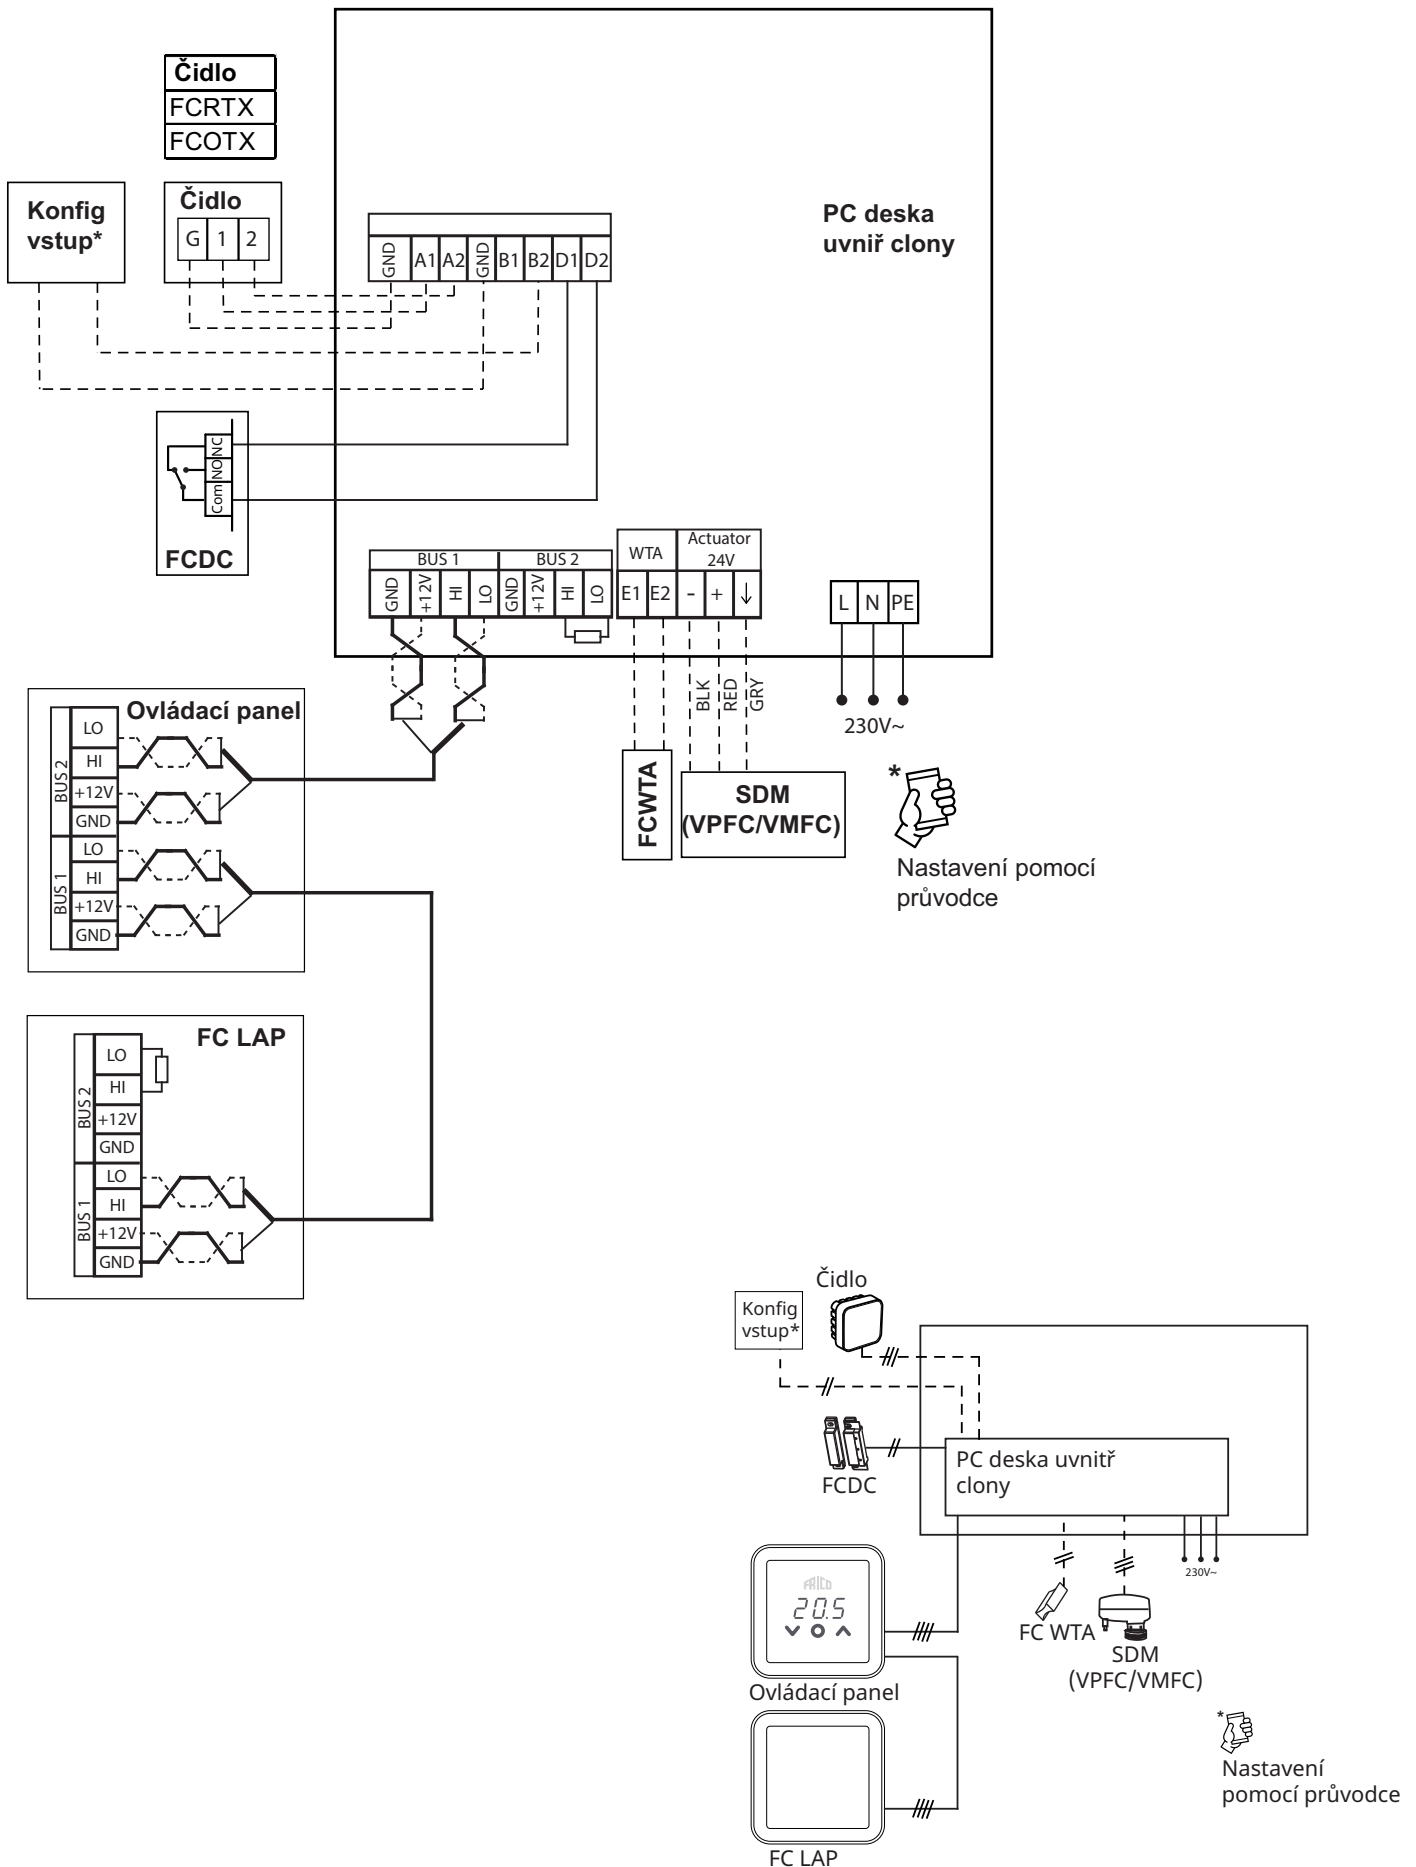 Čidlo
FCRTX
FCOTX
Konfig
vstup*
Čidlo
G 1 2
GND A1 A2 GND B1 B2 D1 D2
PC deska
uvniř clony
NC
NO
Com
FCDC
BUS 1 BUS 2
GND +12V HI LO GND +12V HI LO
WTA
Actuator
24V
E1 E2 - + ↓
L N PE
BLK
RED
GRY
230V~
FCWTA
SDM
(VPFC/VMFC)
*
Nastavení pomocí
průvodce
Ovládací panel
BUS 2
LO
HI
+12V
GND
BUS 1
LO
HI
+12V
GND
FC LAP
BUS 2
LO
HI
+12V
GND
BUS 1
LO
HI
+12V
GND
Čidlo
Konfig
vstup*
FCDC
PC deska uvnitř
clony
230V~
FRICO
20.5
Ovládací panel
FC WTA
SDM
(VPFC/VMFC)
*
Nastavení
pomocí průvodce
FC LAP